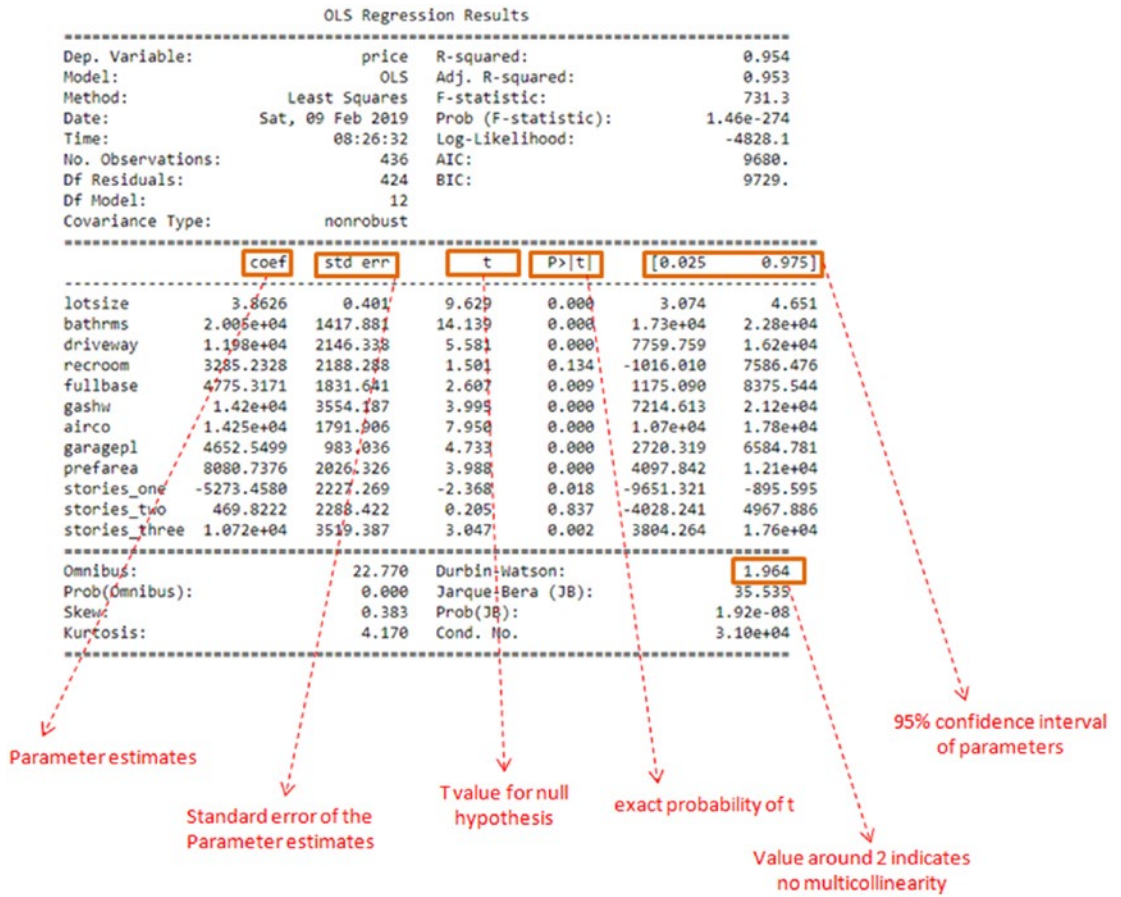 OLS Regression Results
==============================================================================
Dep. Variable: price R-squared: 0.954
Model: OLS Adj. R-squared: 0.953
Method: Least Squares F-statistic: 731.3
Date: Sat, 09 Feb 2019 Prob (F-statistic): 1.46e-274
Time: 08:26:32 Log-Likelihood: -4828.1
No. Observations: 436 AIC: 9680.
Df Residuals: 424 BIC: 9729.
Df Model: 12
Covariance Type: nonrobust
==============================================================================
coef std err t P>|t| [0.025 0.975]
------------------------------------------------------------------------------
lotsize 3.8626 0.401 9.629 0.000 3.074 4.651
bathrms 2.005e+04 1417.881 14.139 0.000 1.73e+04 2.28e+04
driveway 1.198e+04 2146.338 5.581 0.000 7759.759 1.62e+04
recroom 3285.2328 2188.288 1.501 0.134 -1016.010 7586.476
fullbase 4775.3171 1831.641 2.607 0.009 1175.090 8375.544
gashw 1.42e+04 3554.187 3.995 0.000 7214.613 2.12e+04
airco 1.425e+04 1791.906 7.950 0.000 1.07e+04 1.78e+04
garagepl 4652.5499 983.036 4.733 0.000 2720.319 6584.781
prefarea 8080.7376 2026.326 3.988 0.000 4097.842 1.21e+04
stories_one -5273.4580 2227.269 -2.368 0.018 -9651.321 -895.595
stories_two 469.8222 2288.422 0.205 0.837 -4028.241 4967.886
stories_three 1.072e+04 3519.387 3.047 0.002 3804.264 1.76e+04
==============================================================================
Omnibus: 22.770 Durbin-Watson: 1.964
Prob(Omnibus): 0.000 Jarque-Bera (JB): 35.535
Skew: 0.383 Prob(JB): 1.92e-08
Kurtosis: 4.170 Cond. No. 3.10e+04
==============================================================================
Parameter estimates
Standard error of the
Parameter estimates
T value for null
hypothesis
exact probability of t
95% confidence interval
of parameters
Value around 2 indicates
no multicollinearity